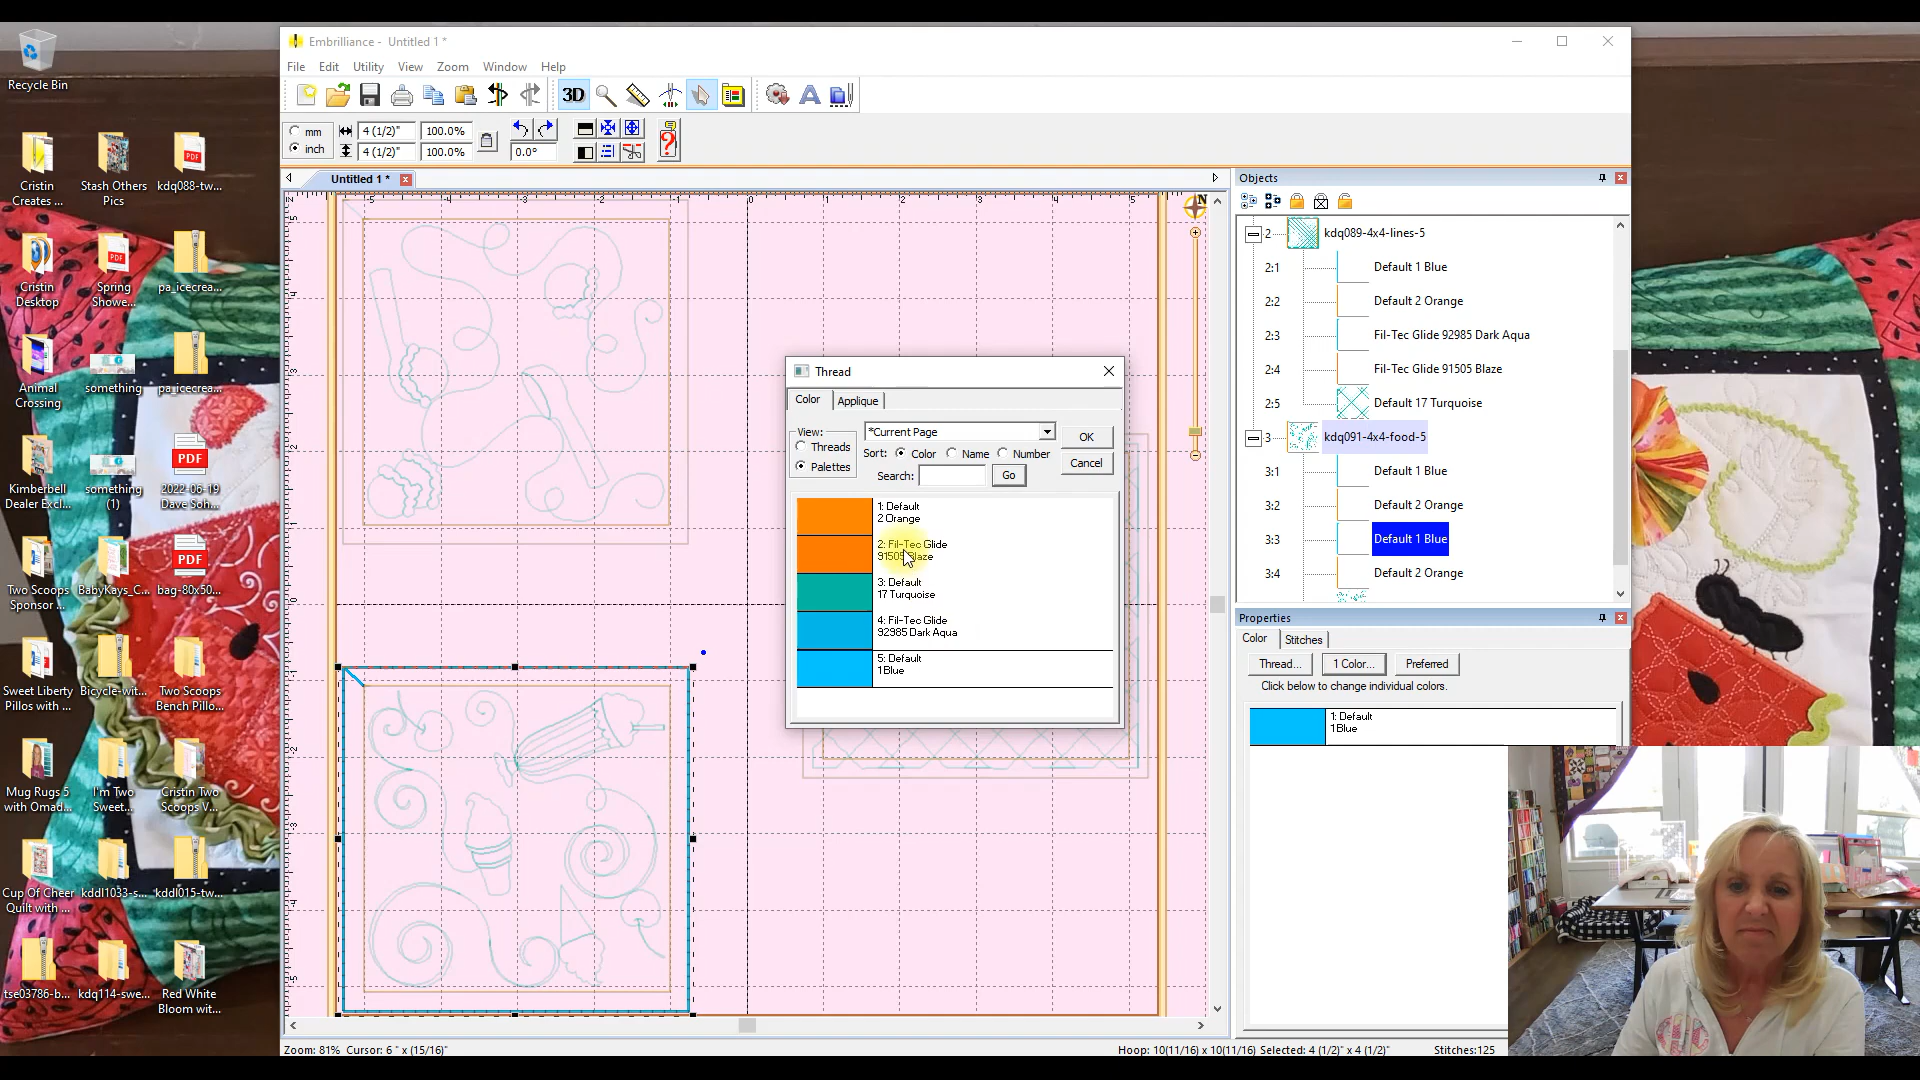 Recycle Bin
Cristin Creates ...
Stash Others Pics
kdq088-tw...
Cristin Desktop
Spring Showe...
pa_icecrea...
Animal Crossing
something
pa_icecrea...
Kimberbell Dealer Excl...
something (1)
2022-06-19 Dave Soh...
Two Scoops Sponsor ...
BabyKays_C...
bag-80x50...
Sweet Liberty Pillos with ...
Bicycle-wit...
Two Scoops Bench Pillo...
Mug Rugs 5 with Omad...
I'm Two Sweet...
Cristin Two Scoops V...
Cup Of Cheer Quilt with ...
kddl1033-s...
kddl015-tw...
tse03786-b...
kdq114-swe...
Red White Bloom wit...
PDF
PDF
PDF
PDF
Embrilliance - Untitled 1 *
File Edit Utility View Zoom Window Help
3D
mm
inch
4 (1/2)" 100.0%
4 (1/2)" 100.0%
0.0°
Untitled 1 *
N
Thread
Color Applique
View:
Threads
Palettes
*Current Page
OK
Sort: Color Name Number
Cancel
Search: Go
1: Default
2 Orange
2: Fil-Tec Glide
91505 Blaze
3: Default
17 Turquoise
4: Fil-Tec Glide
92985 Dark Aqua
5: Default
1 Blue
Objects
2 kdq089-4x4-lines-5
2:1 Default 1 Blue
2:2 Default 2 Orange
2:3 Fil-Tec Glide 92985 Dark Aqua
2:4 Fil-Tec Glide 91505 Blaze
2:5 Default 17 Turquoise
3 kdq091-4x4-food-5
3:1 Default 1 Blue
3:2 Default 2 Orange
3:3 Default 1 Blue
3:4 Default 2 Orange
Properties
Color Stitches
Thread... 1 Color... Preferred
Click below to change individual colors.
1: Default
1 Blue
Zoom: 81% Cursor: 6 " x (15/16)"
Hoop: 10(11/16) x 10(11/16) Selected: 4 (1/2)" x 4 (1/2)" Stitches:125